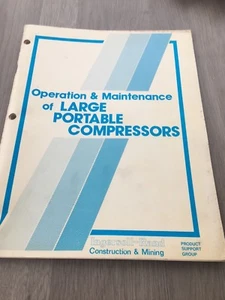 Operation & Maintenance
of LARGE
PORTABLE
COMPRESSORS
Ingersoll-Rand
Construction & Mining
PRODUCT
SUPPORT
GROUP